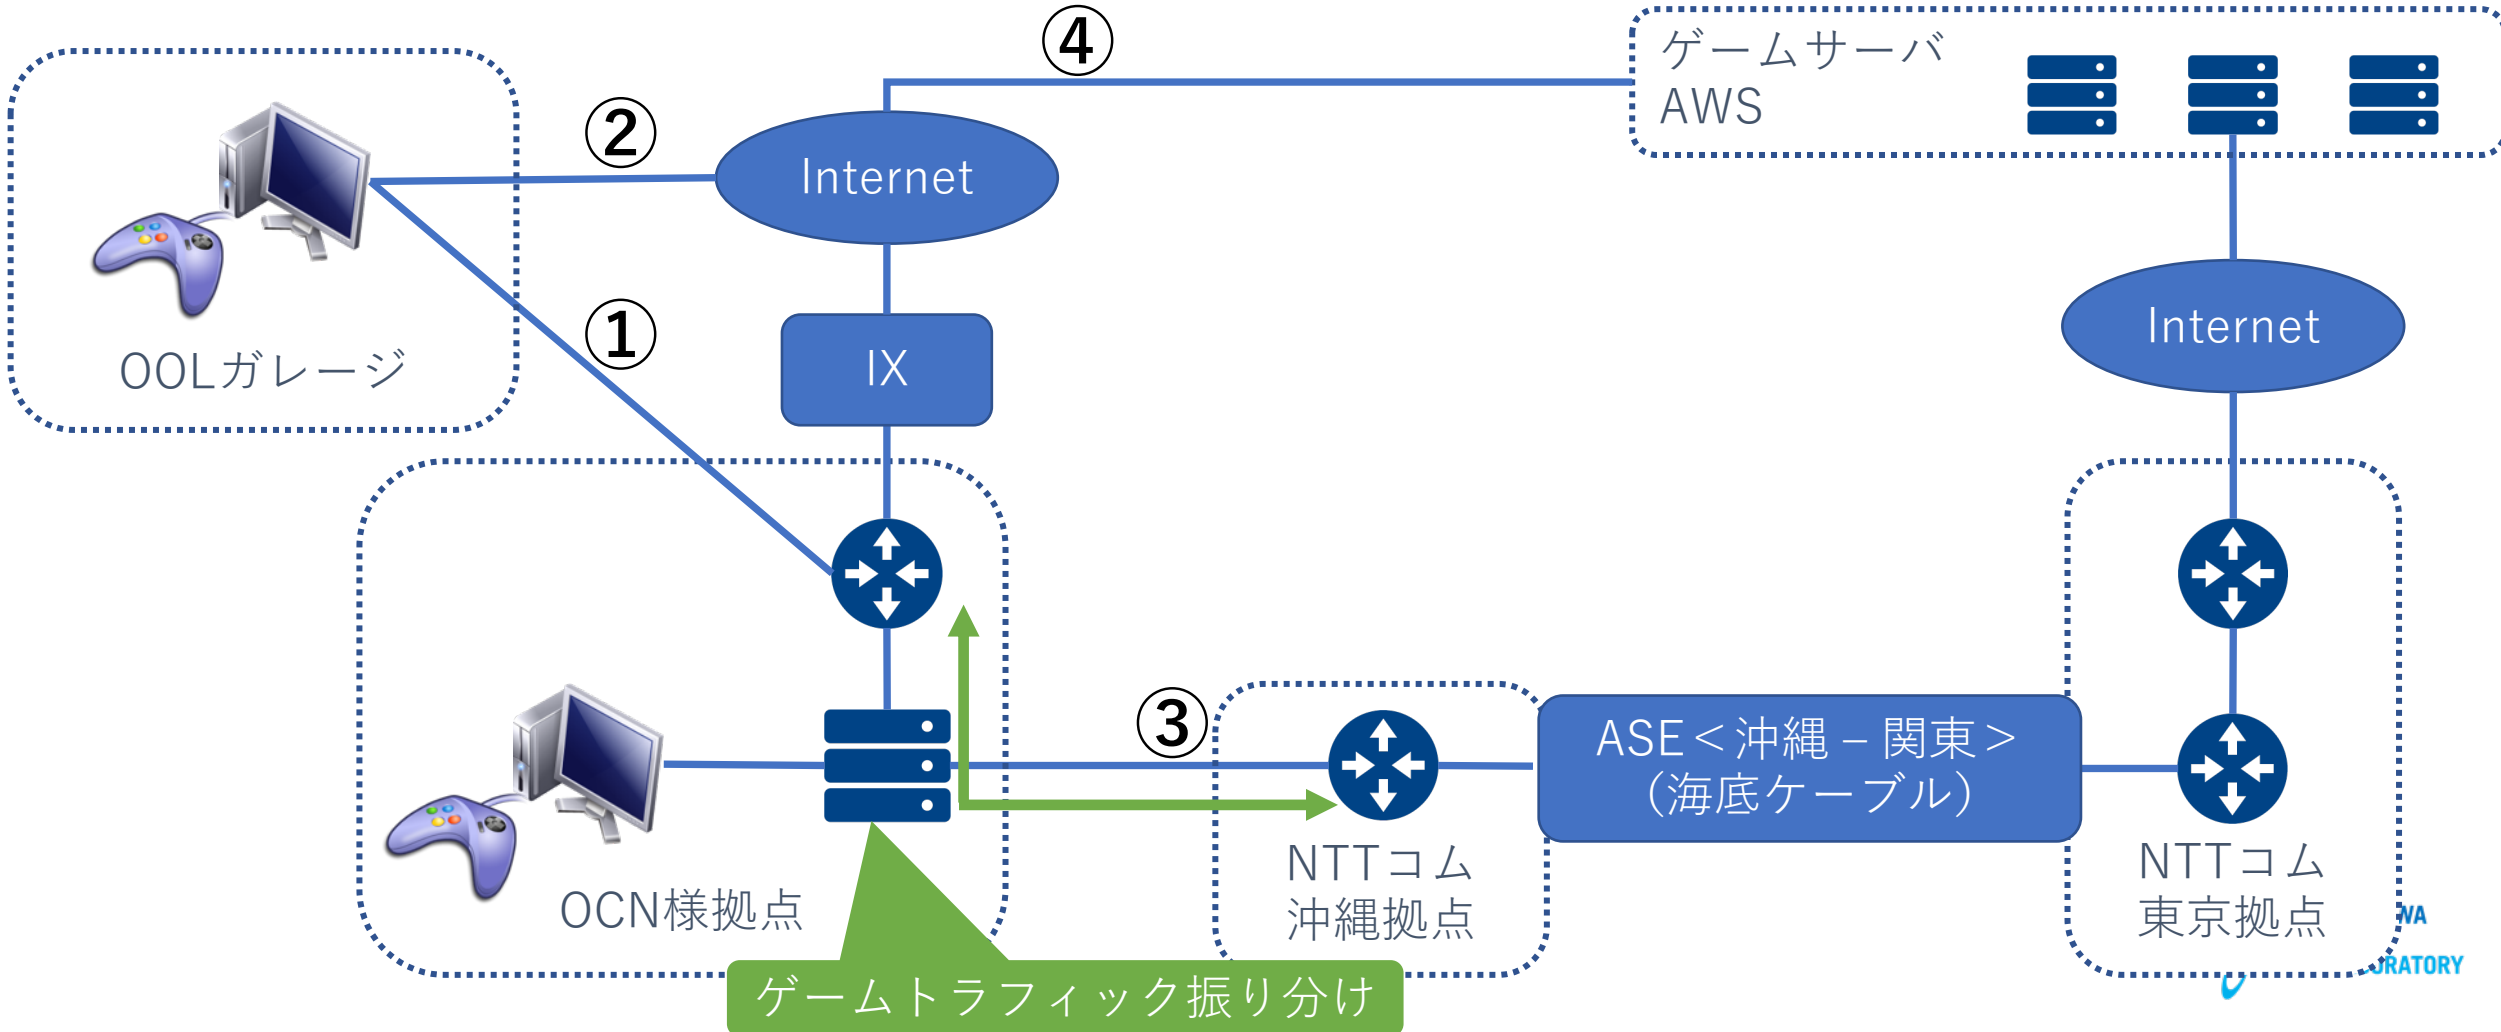 ④
ゲームサーバ
AWS
②
Internet
①
OOLガレージ
IX
Internet
③
ASE＜沖縄 – 関東＞
（海底ケーブル）
NTTコム
沖縄拠点
NTTコム
東京拠点
OCN様拠点
ゲームトラフィック振り分け